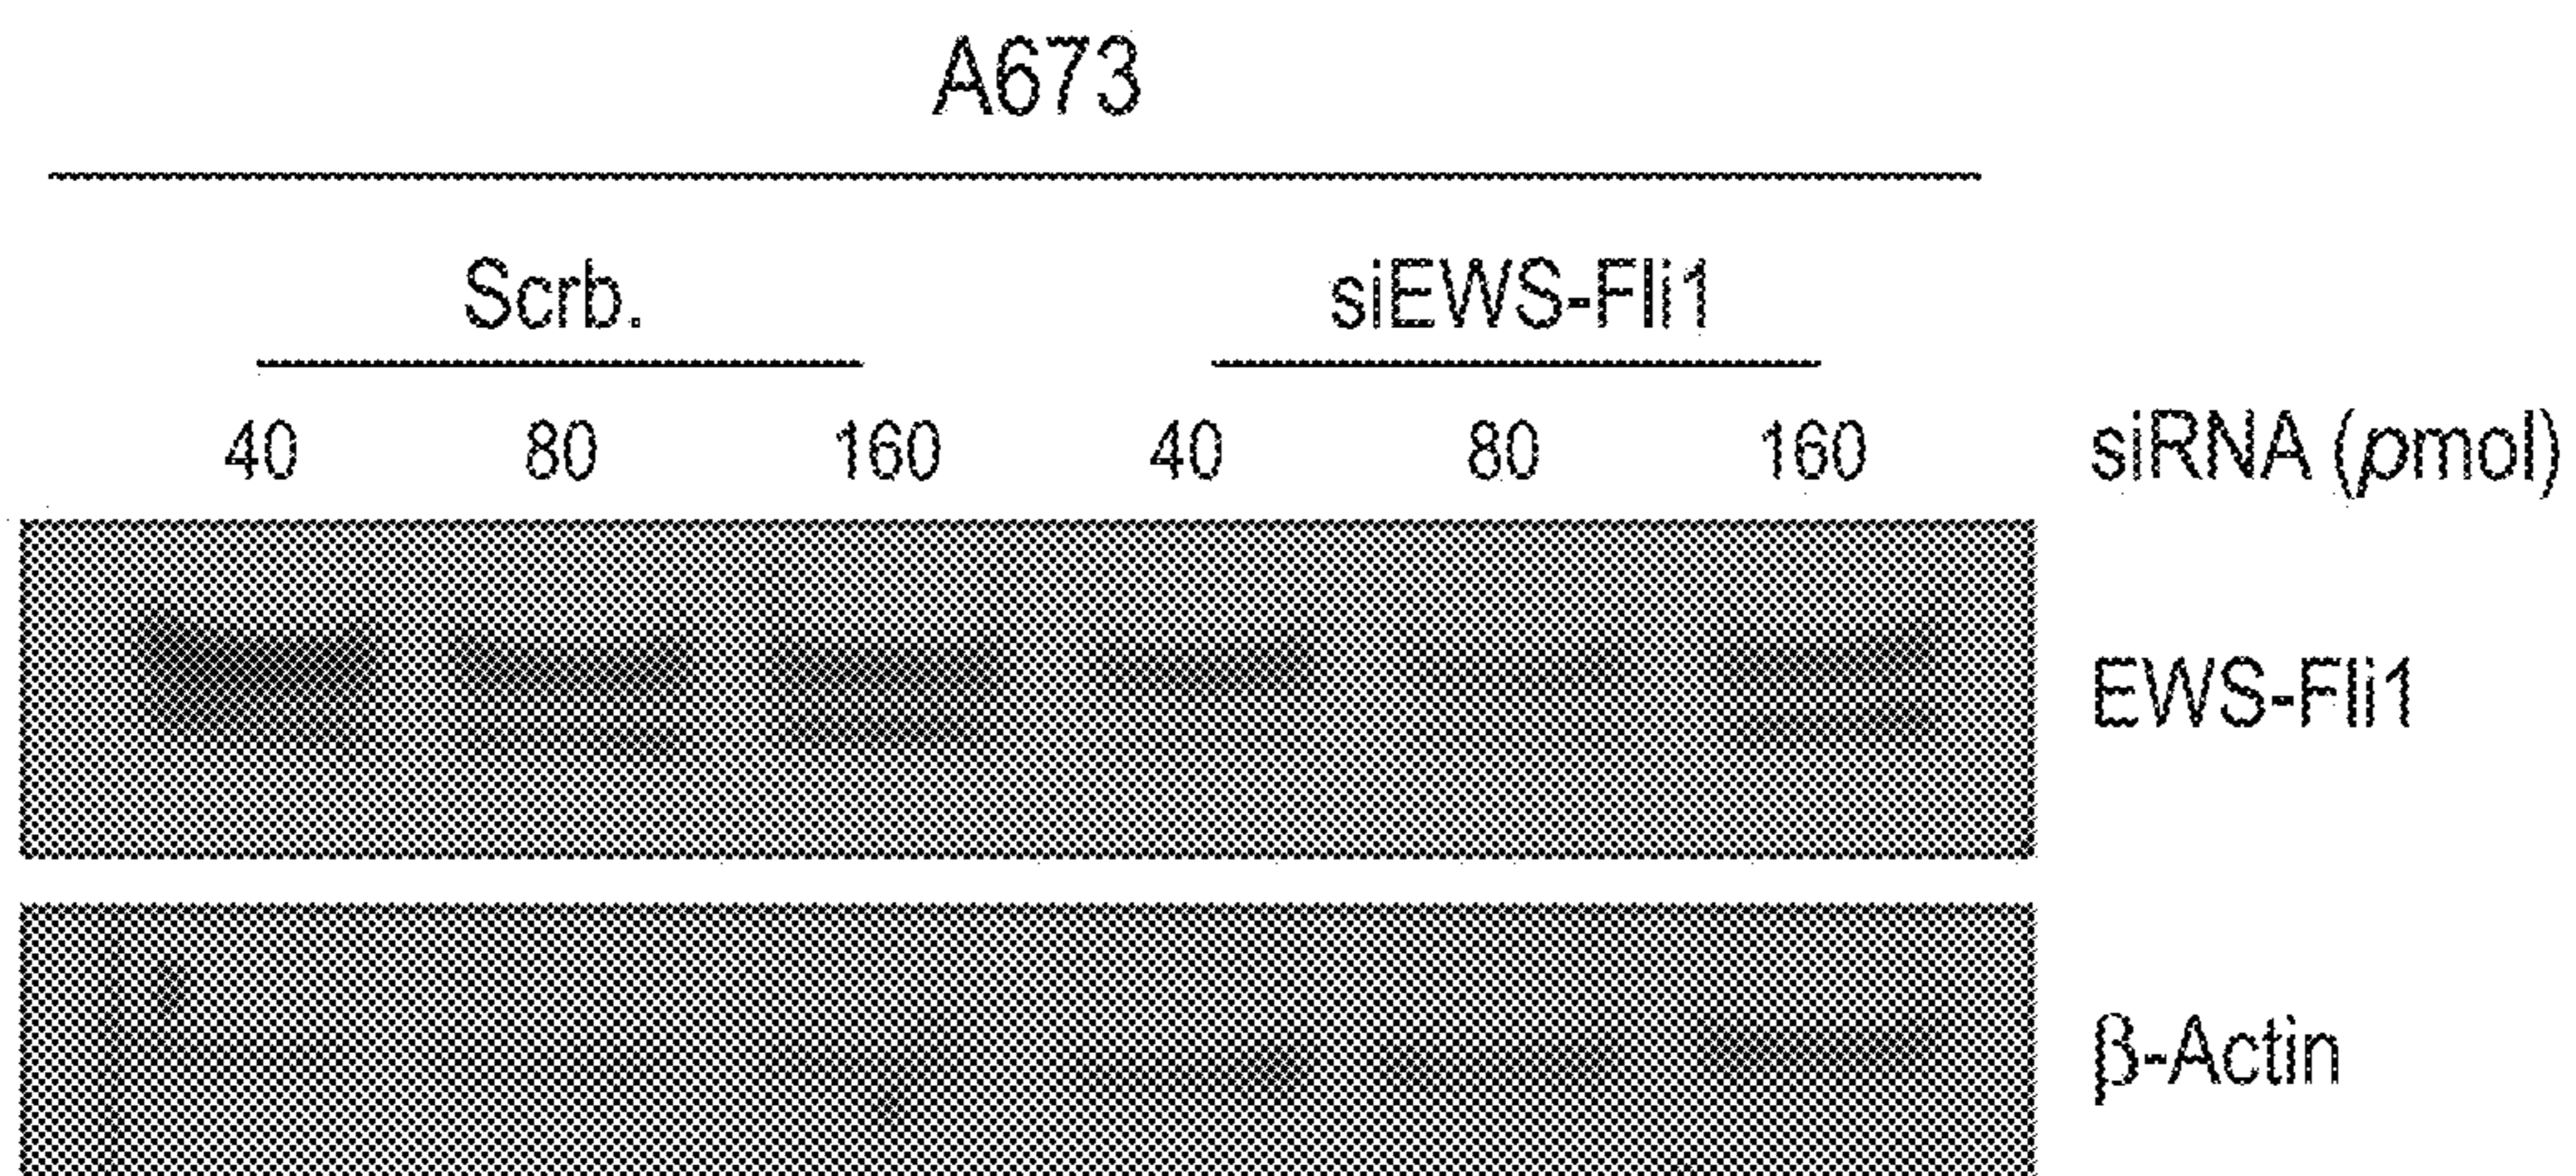 A673
Scrb. siEWS-Fli1
40 80 160 40 80 160 siRNA (pmol)
EWS-Fli1
β-Actin